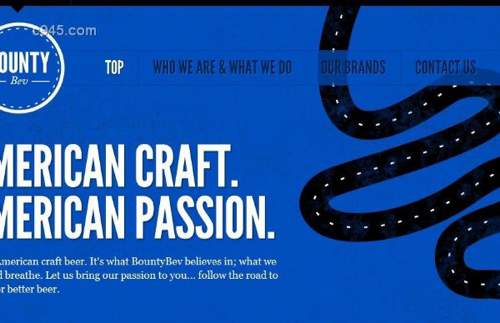 c945.com
OUNTY
Bev
TOP WHO WE ARE & WHAT WE DO OUR BRANDS CONTACT US
MERICAN CRAFT.
MERICAN PASSION.
American craft beer. It's what BountyBev believes in; what we
d breathe. Let us bring our passion to you... follow the road to
r better beer.